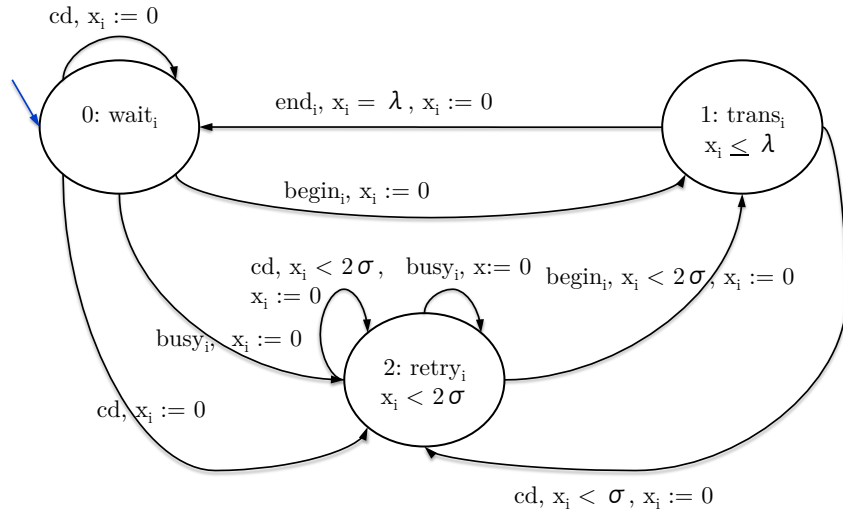 cd, xᵢ := 0
0: waitᵢ
endᵢ, xᵢ = λ , xᵢ := 0
1: transᵢ
xᵢ ≤ λ
beginᵢ, xᵢ := 0
cd, xᵢ < 2σ,
xᵢ := 0
busyᵢ, x:= 0
beginᵢ, xᵢ < 2σ, xᵢ := 0
busyᵢ, xᵢ := 0
2: retryᵢ
xᵢ < 2σ
cd, xᵢ := 0
cd, xᵢ < σ, xᵢ := 0